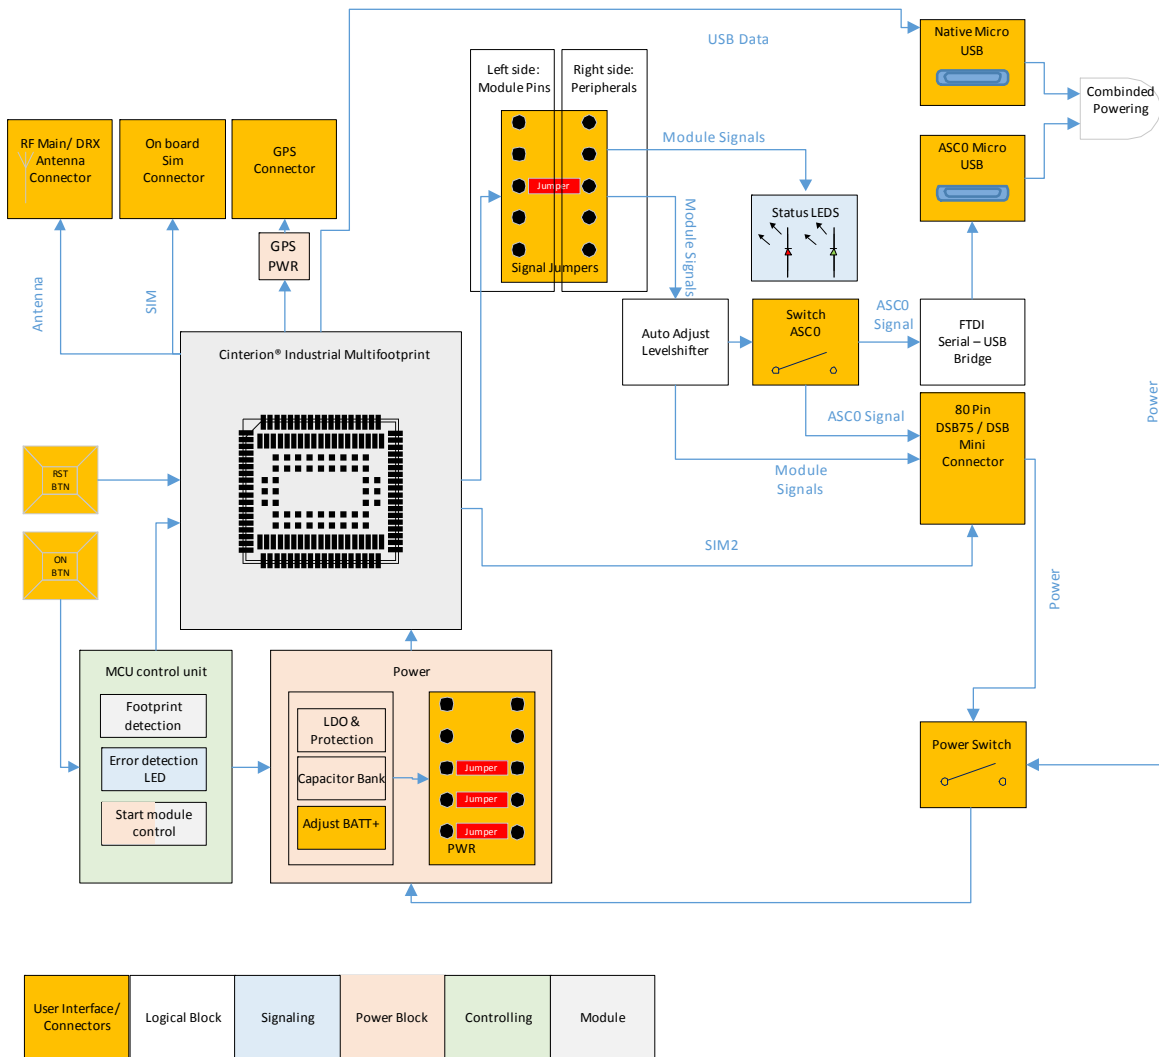 USB Data
Native Micro
USB
Combinded
Powering
Left side:
Module Pins
Right side:
Peripherals
Jumper
Signal Jumpers
Module Signals
Module Signals
ASC0 Micro
USB
RF Main/ DRX
Antenna
Connector
On board
Sim
Connector
GPS
Connector
GPS
PWR
Status LEDS
Antenna
SIM
Cinterion® Industrial Multifootprint
Auto Adjust
Levelshifter
Switch
ASC0
ASC0
Signal
FTDI
Serial – USB
Bridge
Power
ASC0 Signal
80 Pin
DSB75 / DSB
Mini
Connector
Module
Signals
RST
BTN
ON
BTN
SIM2
Power
MCU control unit
Footprint
detection
Error detection
LED
Start module
control
Power
LDO &
Protection
Capacitor Bank
Adjust BATT+
Jumper
Jumper
Jumper
PWR
Power Switch
User Interface/
Connectors
Logical Block
Signaling
Power Block
Controlling
Module